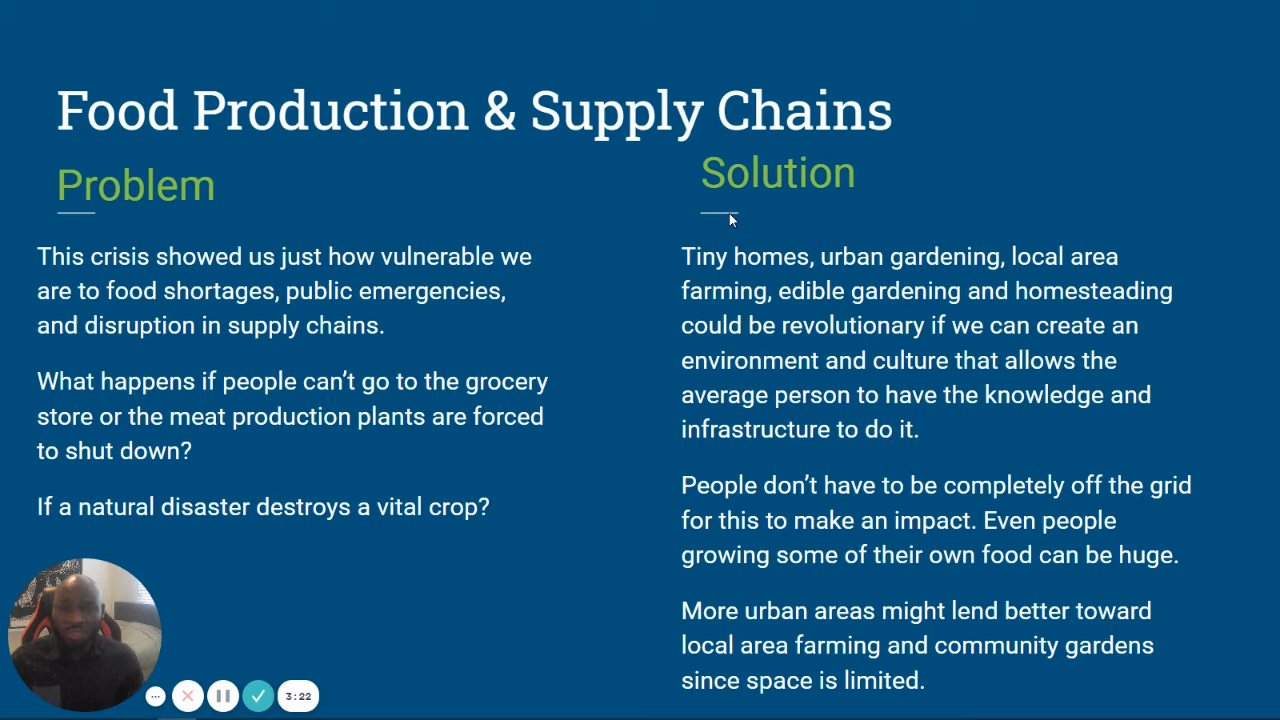 Food Production & Supply Chains
Problem
This crisis showed us just how vulnerable we
are to food shortages, public emergencies,
and disruption in supply chains.
What happens if people can’t go to the grocery
store or the meat production plants are forced
to shut down?
If a natural disaster destroys a vital crop?
Solution
Tiny homes, urban gardening, local area
farming, edible gardening and homesteading
could be revolutionary if we can create an
environment and culture that allows the
average person to have the knowledge and
infrastructure to do it.
People don’t have to be completely off the grid
for this to make an impact. Even people
growing some of their own food can be huge.
More urban areas might lend better toward
local area farming and community gardens
since space is limited.
3:22